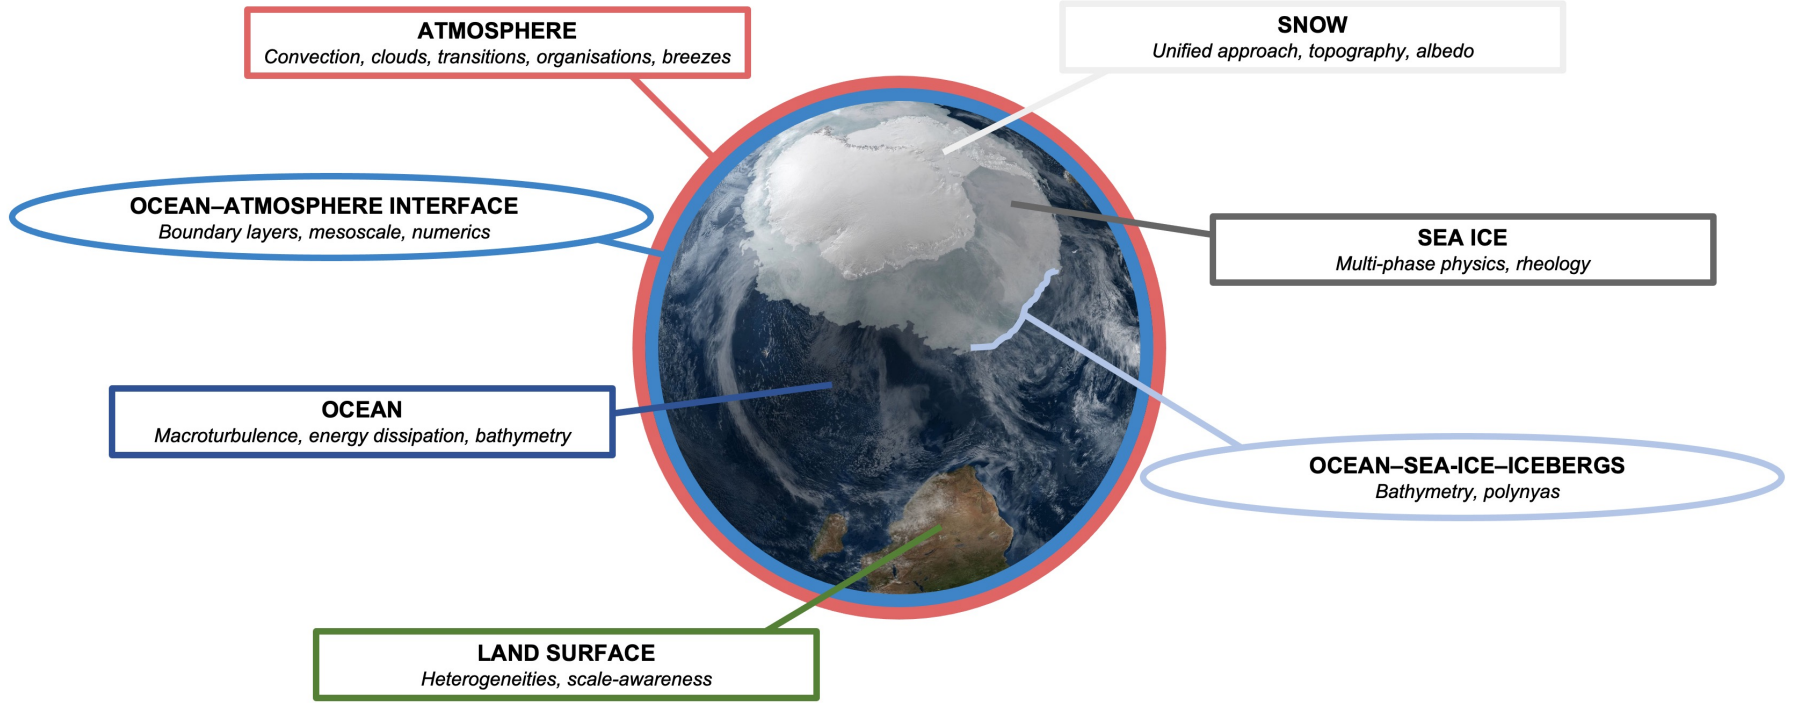 ATMOSPHERE
Convection, clouds, transitions, organisations, breezes
SNOW
Unified approach, topography, albedo
OCEAN–ATMOSPHERE INTERFACE
Boundary layers, mesoscale, numerics
SEA ICE
Multi-phase physics, rheology
OCEAN
Macroturbulence, energy dissipation, bathymetry
OCEAN–SEA-ICE–ICEBERGS
Bathymetry, polynyas
LAND SURFACE
Heterogeneities, scale-awareness